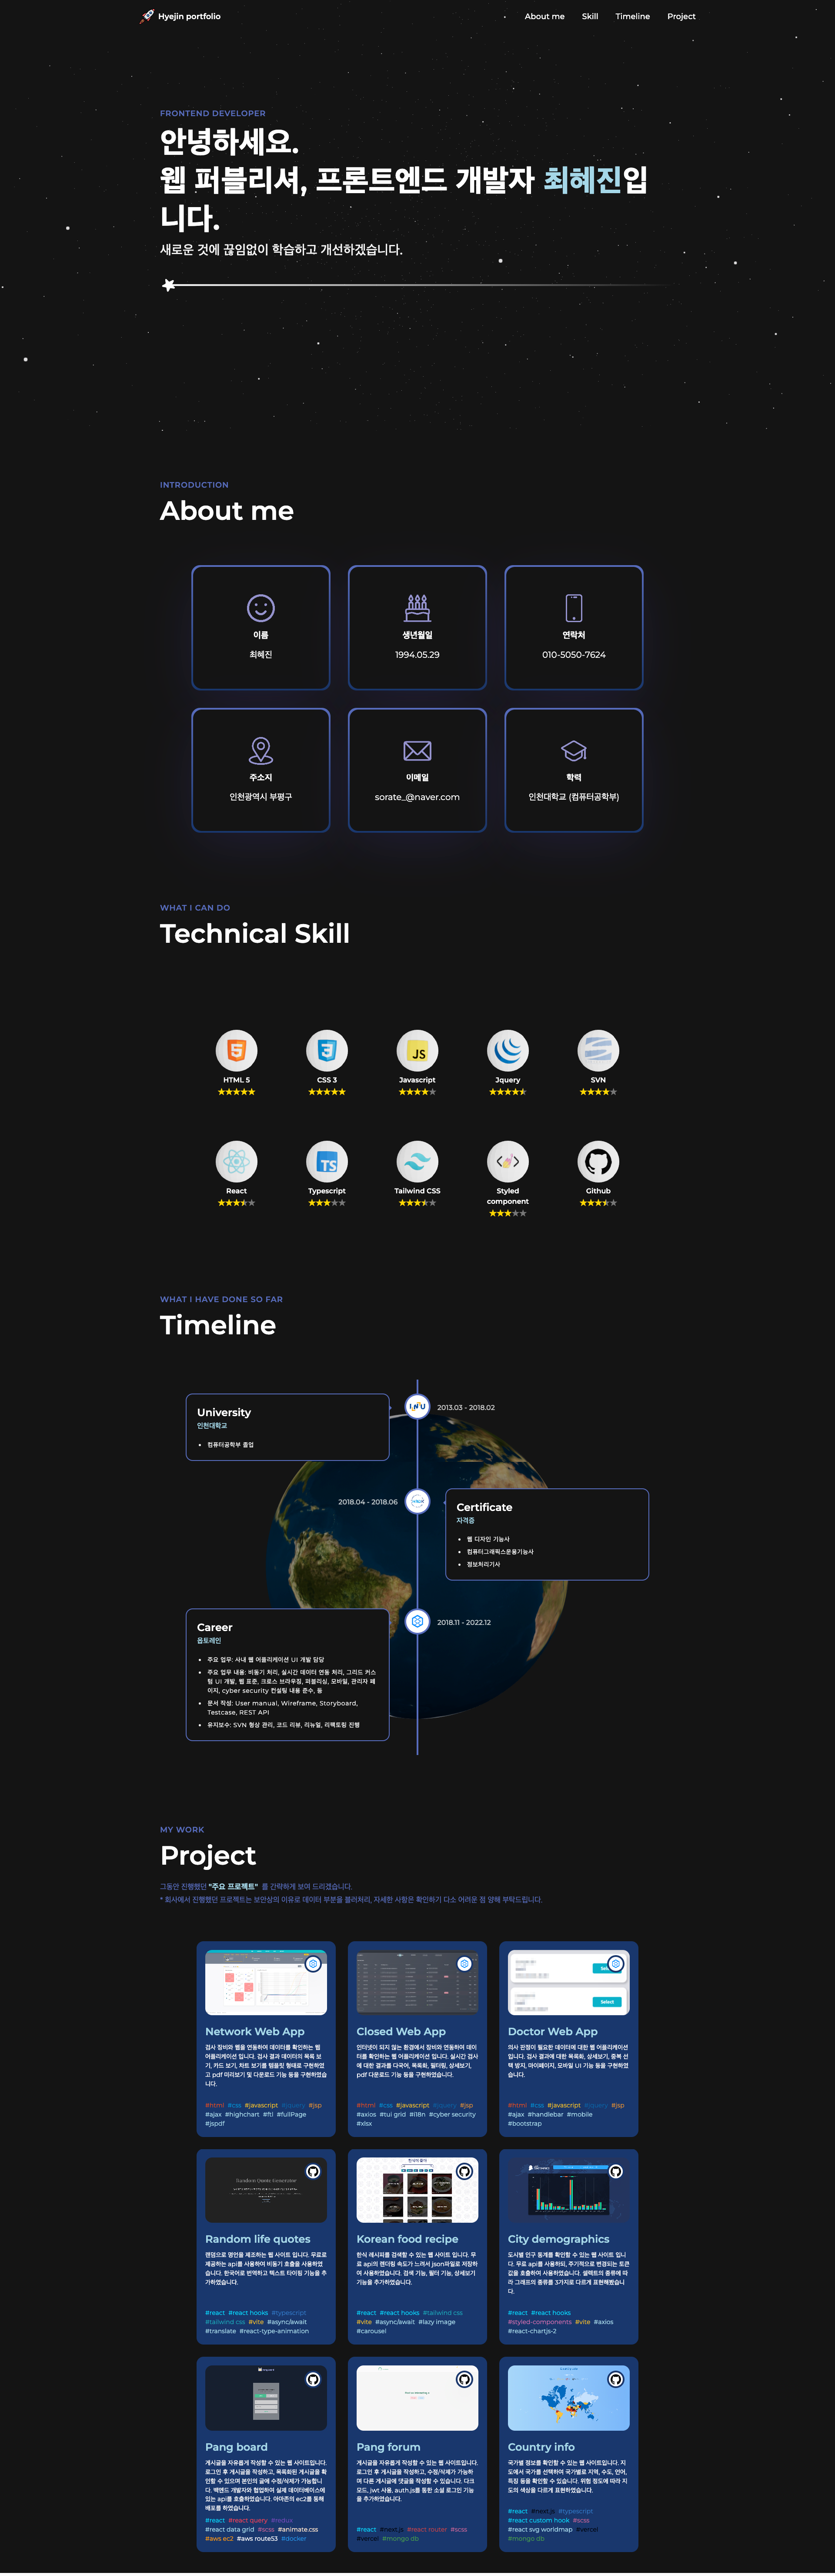 Hyejin portfolio
About me Skill Timeline Project
FRONTEND DEVELOPER
안녕하세요.
웹 퍼블리셔, 프론트엔드 개발자 최혜진입
니다.
새로운 것에 끊임없이 학습하고 개선하겠습니다.
INTRODUCTION
About me
이름
최혜진
생년월일
1994.05.29
연락처
010-5050-7624
주소지
인천광역시 부평구
이메일
sorate_@naver.com
학력
인천대학교 (컴퓨터공학부)
WHAT I CAN DO
Technical Skill
HTML 5
CSS 3
JS
Javascript
Jquery
SVN
React
TS
Typescript
Tailwind CSS
Styled
component
Github
WHAT I HAVE DONE SO FAR
Timeline
University
인천대학교
컴퓨터공학부 졸업
INU
2013.03 - 2018.02
2018.04 - 2018.06
Certificate
자격증
웹 디자인 기능사
컴퓨터그래픽스운용기능사
정보처리기사
Career
옵토레인
주요 업무: 사내 웹 어플리케이션 UI 개발 담당
주요 업무 내용: 비동기 처리, 실시간 데이터 연동 처리, 그리드 커스
텀 UI 개발, 웹 표준, 크로스 브라우징, 퍼블리싱, 모바일, 관리자 페
이지, cyber security 컨설팅 내용 준수, 등
문서 작성: User manual, Wireframe, Storyboard,
Testcase, REST API
유지보수: SVN 형상 관리, 코드 리뷰, 리뉴얼, 리팩토링 진행
2018.11 - 2022.12
MY WORK
Project
그동안 진행했던 "주요 프로젝트" 를 간략하게 보여 드리겠습니다.
* 회사에서 진행했던 프로젝트는 보안상의 이유로 데이터 부분을 블러처리, 자세한 사항은 확인하기 다소 어려운 점 양해 부탁드립니다.
Network Web App
검사 장비와 웹을 연동하여 데이터를 확인하는 웹 어
플리케이션 입니다. 검사 결과 데이터의 목록 보
기, 카드 보기, 차트 보기를 템플릿 형태로 구현하였
고 pdf 미리보기 및 다운로드 기능 등을 구현하였습니
다.
#html #css #javascript #jquery #jsp
#ajax #highchart #ftl #fullPage
#jspdf
Closed Web App
인터넷이 되지 않는 환경에서 장비와 연동하여 데이
터를 확인하는 웹 어플리케이션 입니다. 실시간 검사
에 대한 결과를 다국어, 목록화, 필터링, 상세보기,
pdf 다운로드 기능 등을 구현하였습니다.
#html #css #javascript #jquery #jsp
#axios #tui grid #i18n #cyber security
#xlsx
Select
Doctor Web App
의사 판정이 필요한 데이터에 대한 웹 어플리케이션
입니다. 검사 결과에 대한 목록화, 상세보기, 중복 선
택 방지, 마이페이지, 모바일 UI 기능 등을 구현하였
습니다.
#html #css #javascript #jquery #jsp
#ajax #handlebar #mobile
#bootstrap
Random life quotes
랜덤으로 명언을 제조하는 웹 사이트 입니다. 무료로
제공하는 api를 사용하여 비동기 호출을 사용하였
습니다. 한국어로 번역하고 텍스트 타이핑 기능을 추
가하였습니다.
#react #react hooks #typescript
#tailwind css #vite #async/await
#translate #react-type-animation
Korean food recipe
한식 레시피를 검색할 수 있는 웹 사이트 입니다. 무
료 api의 렌더링 속도가 느려서 json파일로 저장하
여 사용하였습니다. 검색 기능, 필터 기능, 상세보기
기능을 추가하였습니다.
#react #react hooks #tailwind css
#vite #async/await #lazy image
#carousel
City demographics
도시별 인구 통계를 확인할 수 있는 웹 사이트 입니
다. 무료 api를 사용하되, 주기적으로 변경되는 토큰
값을 호출하여 사용하였습니다. 셀렉트의 종류에 따
라 그래프의 종류를 3가지로 다르게 표현해봤습니
다.
#react #react hooks
#styled-components #vite #axios
#react-chartjs-2
Pang board
게시글을 자유롭게 작성할 수 있는 웹 사이트입니다.
로그인 후 게시글을 작성하고, 목록화된 게시글을 확
인할 수 있으며 본인의 글에 수정/삭제가 가능합니
다. 백엔드 개발자와 협업하여 실제 데이터베이스에
있는 api를 호출하였습니다. 아마존의 ec2를 통해
배포를 하였습니다.
#react #react query #redux
#react data grid #scss #animate.css
#aws ec2 #aws route53 #docker
Pang forum
게시글을 자유롭게 작성할 수 있는 웹 사이트입니다.
로그인 후 게시글을 작성하고, 수정/삭제가 가능하
며 다른 게시글에 댓글을 작성할 수 있습니다. 다크
모드, jwt 사용, auth.js를 통한 소셜 로그인 기능
을 추가하였습니다.
#react #next.js #react router #scss
#vercel #mongo db
Country info
국가별 정보를 확인할 수 있는 웹 사이트입니다. 지
도에서 국가를 선택하여 국가별로 지역, 수도, 언어,
특징 등을 확인할 수 있습니다. 위험 정도에 따라 지
도의 색상을 다르게 표현하였습니다.
#react #next.js #typescript
#react custom hook #scss
#react svg worldmap #vercel
#mongo db